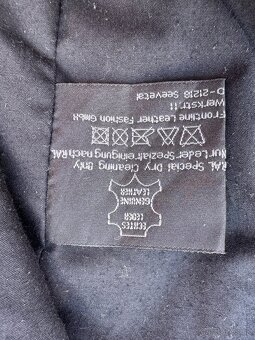 ECHTES
LEDER
GENUINE
LEATHER
RAL Special Dry Cleaning Only
Nur Leder Spezialreinigung nach RAL
Frontline Leather Fashion GmbH
Werkstr. 11
D-21218 Seevetal